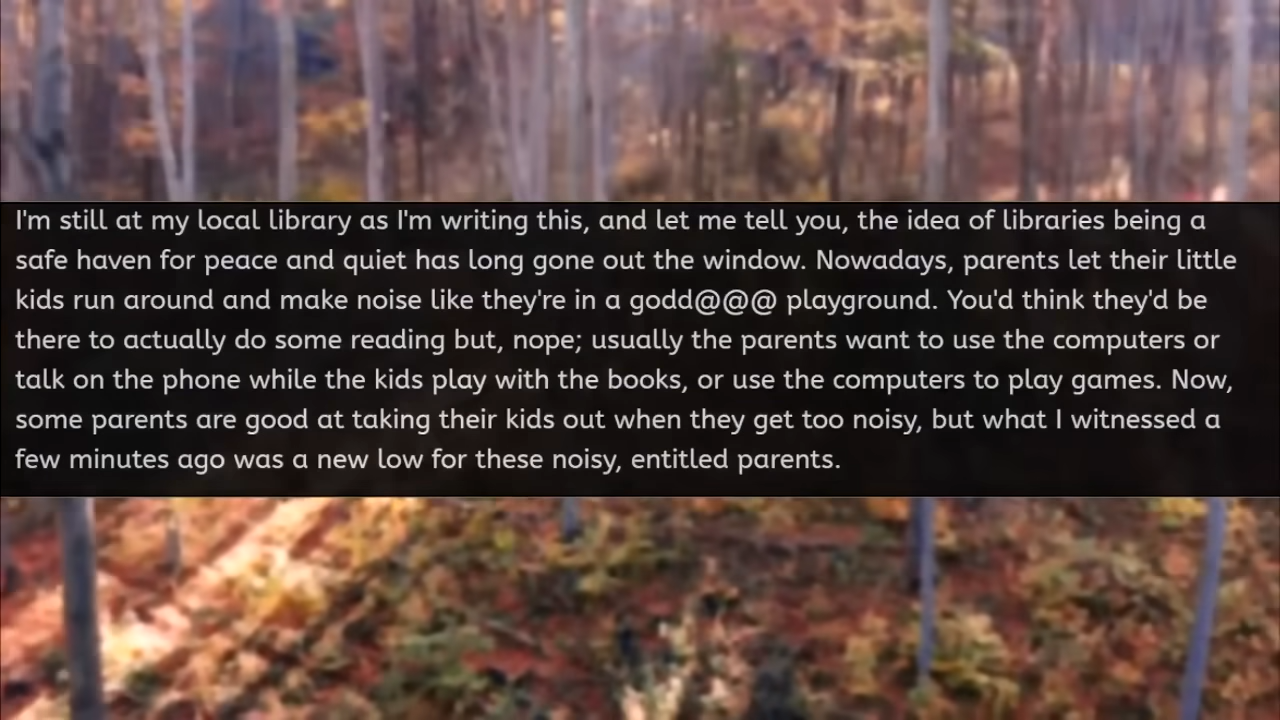 I'm still at my local library as I'm writing this, and let me tell you, the idea of libraries being a
safe haven for peace and quiet has long gone out the window. Nowadays, parents let their little
kids run around and make noise like they're in a godd@@@ playground. You'd think they'd be
there to actually do some reading but, nope; usually the parents want to use the computers or
talk on the phone while the kids play with the books, or use the computers to play games. Now,
some parents are good at taking their kids out when they get too noisy, but what I witnessed a
few minutes ago was a new low for these noisy, entitled parents.